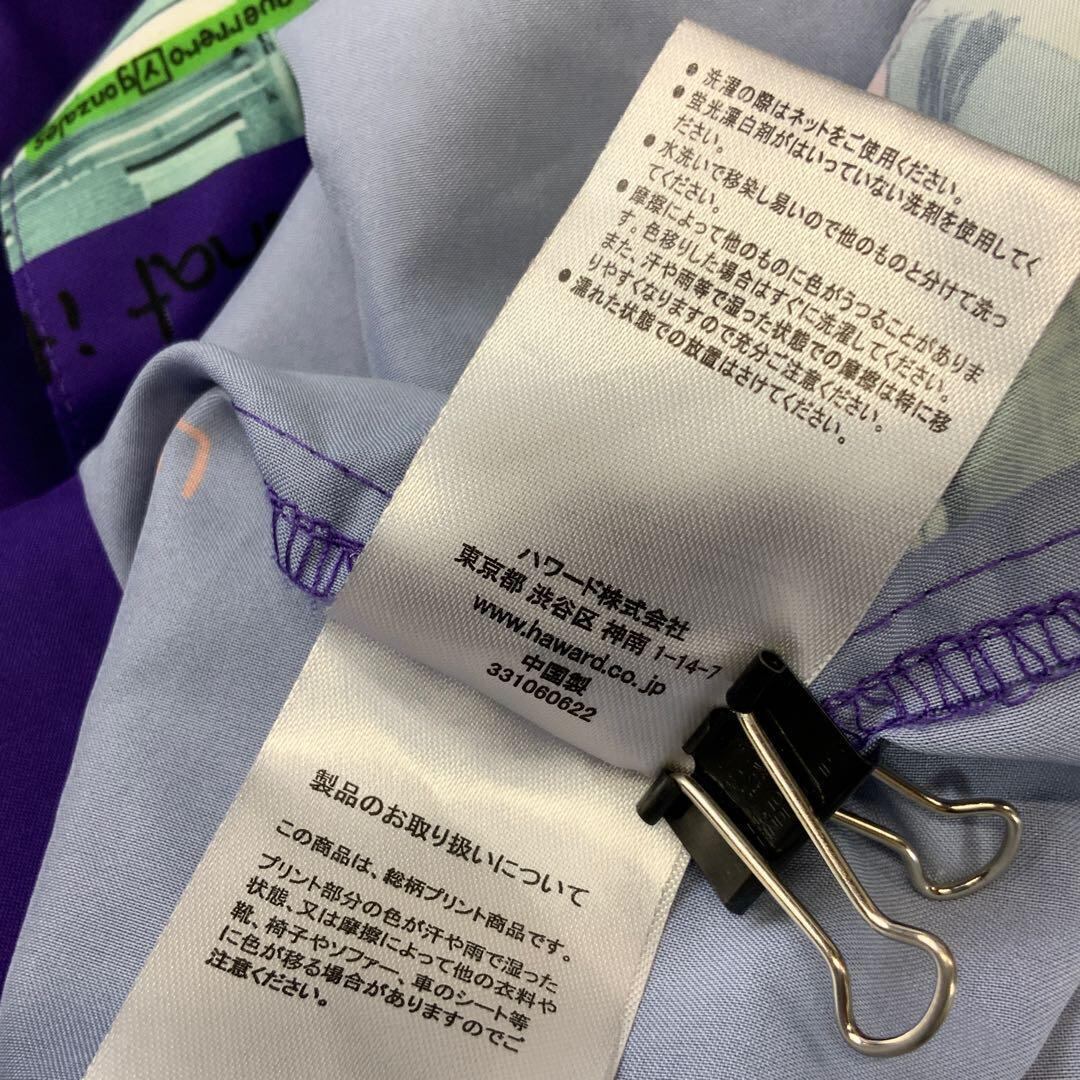 guerrero y gonzales
● 洗濯の際はネットをご使用ください。
● 蛍光漂白剤がはいっていない洗剤を使用してく
ださい。
● 水洗いで移染し易いので他のものと分けて洗っ
てください。
● 摩擦によって他のものに色がうつることがありま
す。色移りした場合はすぐに洗濯してください。
また、汗や雨等で湿った状態での摩擦は特に移
りやすくなりますので充分ご注意ください。
● 濡れた状態での放置はさけてください。
ハワード株式会社
東京都 渋谷区 神南 1-14-7
www.haward.co.jp
中国製
331060622
製品のお取り扱いについて
この商品は、総柄プリント商品です。
プリント部分の色が汗や雨で湿った
状態、又は摩擦によって他の衣料や
靴、椅子やソファー、車のシート等
に色が移る場合がありますのでご
注意ください。